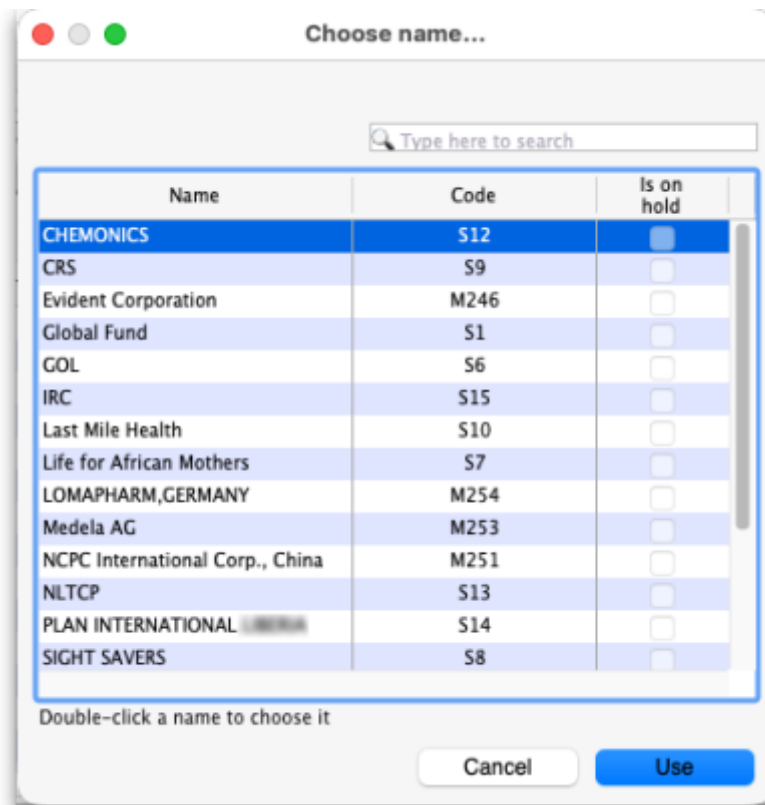 Choose name...
Type here to search
Name Code Is on hold
CHEMONICS S12
CRS S9
Evident Corporation M246
Global Fund S1
GOL S6
IRC S15
Last Mile Health S10
Life for African Mothers S7
LOMAPHARM,GERMANY M254
Medela AG M253
NCPC International Corp., China M251
NLTCP S13
PLAN INTERNATIONAL S14
SIGHT SAVERS S8
Double-click a name to choose it
Cancel Use